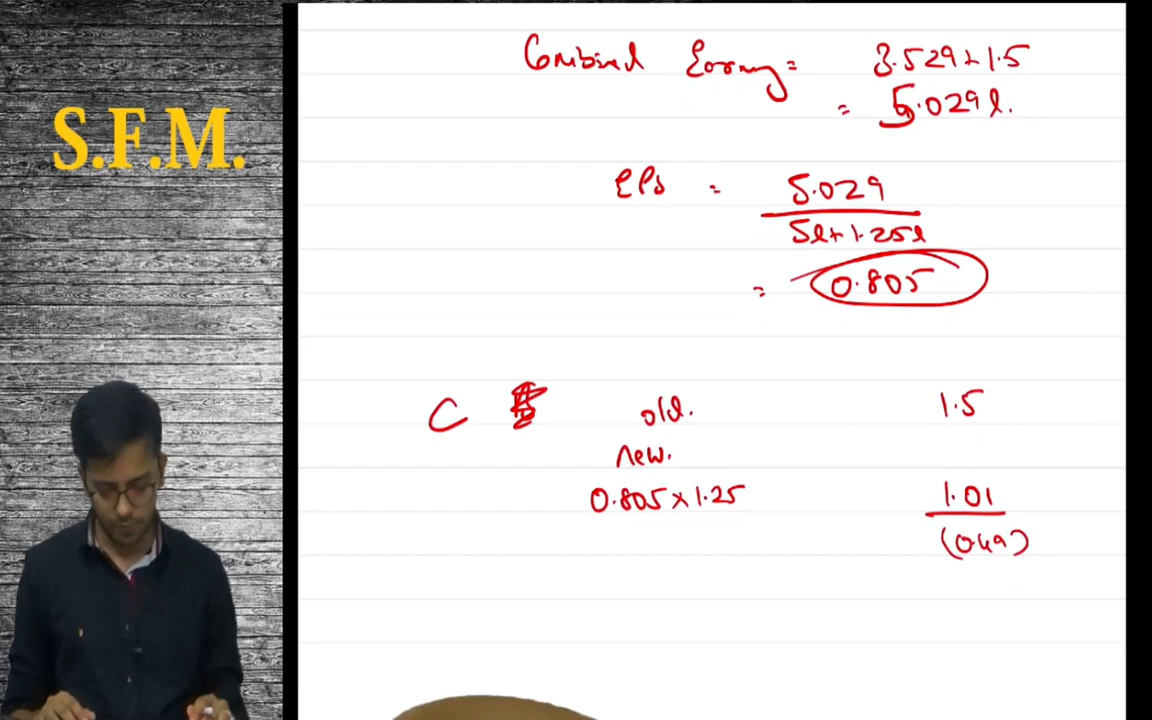 S.F.M.
Combined Earning = 3.529 + 1.5
= 5.029 l.
EPS = 5.029
5l + 1.25l
= 0.805
C old. 1.5
new.
0.805 x 1.25 1.01
(0.49)